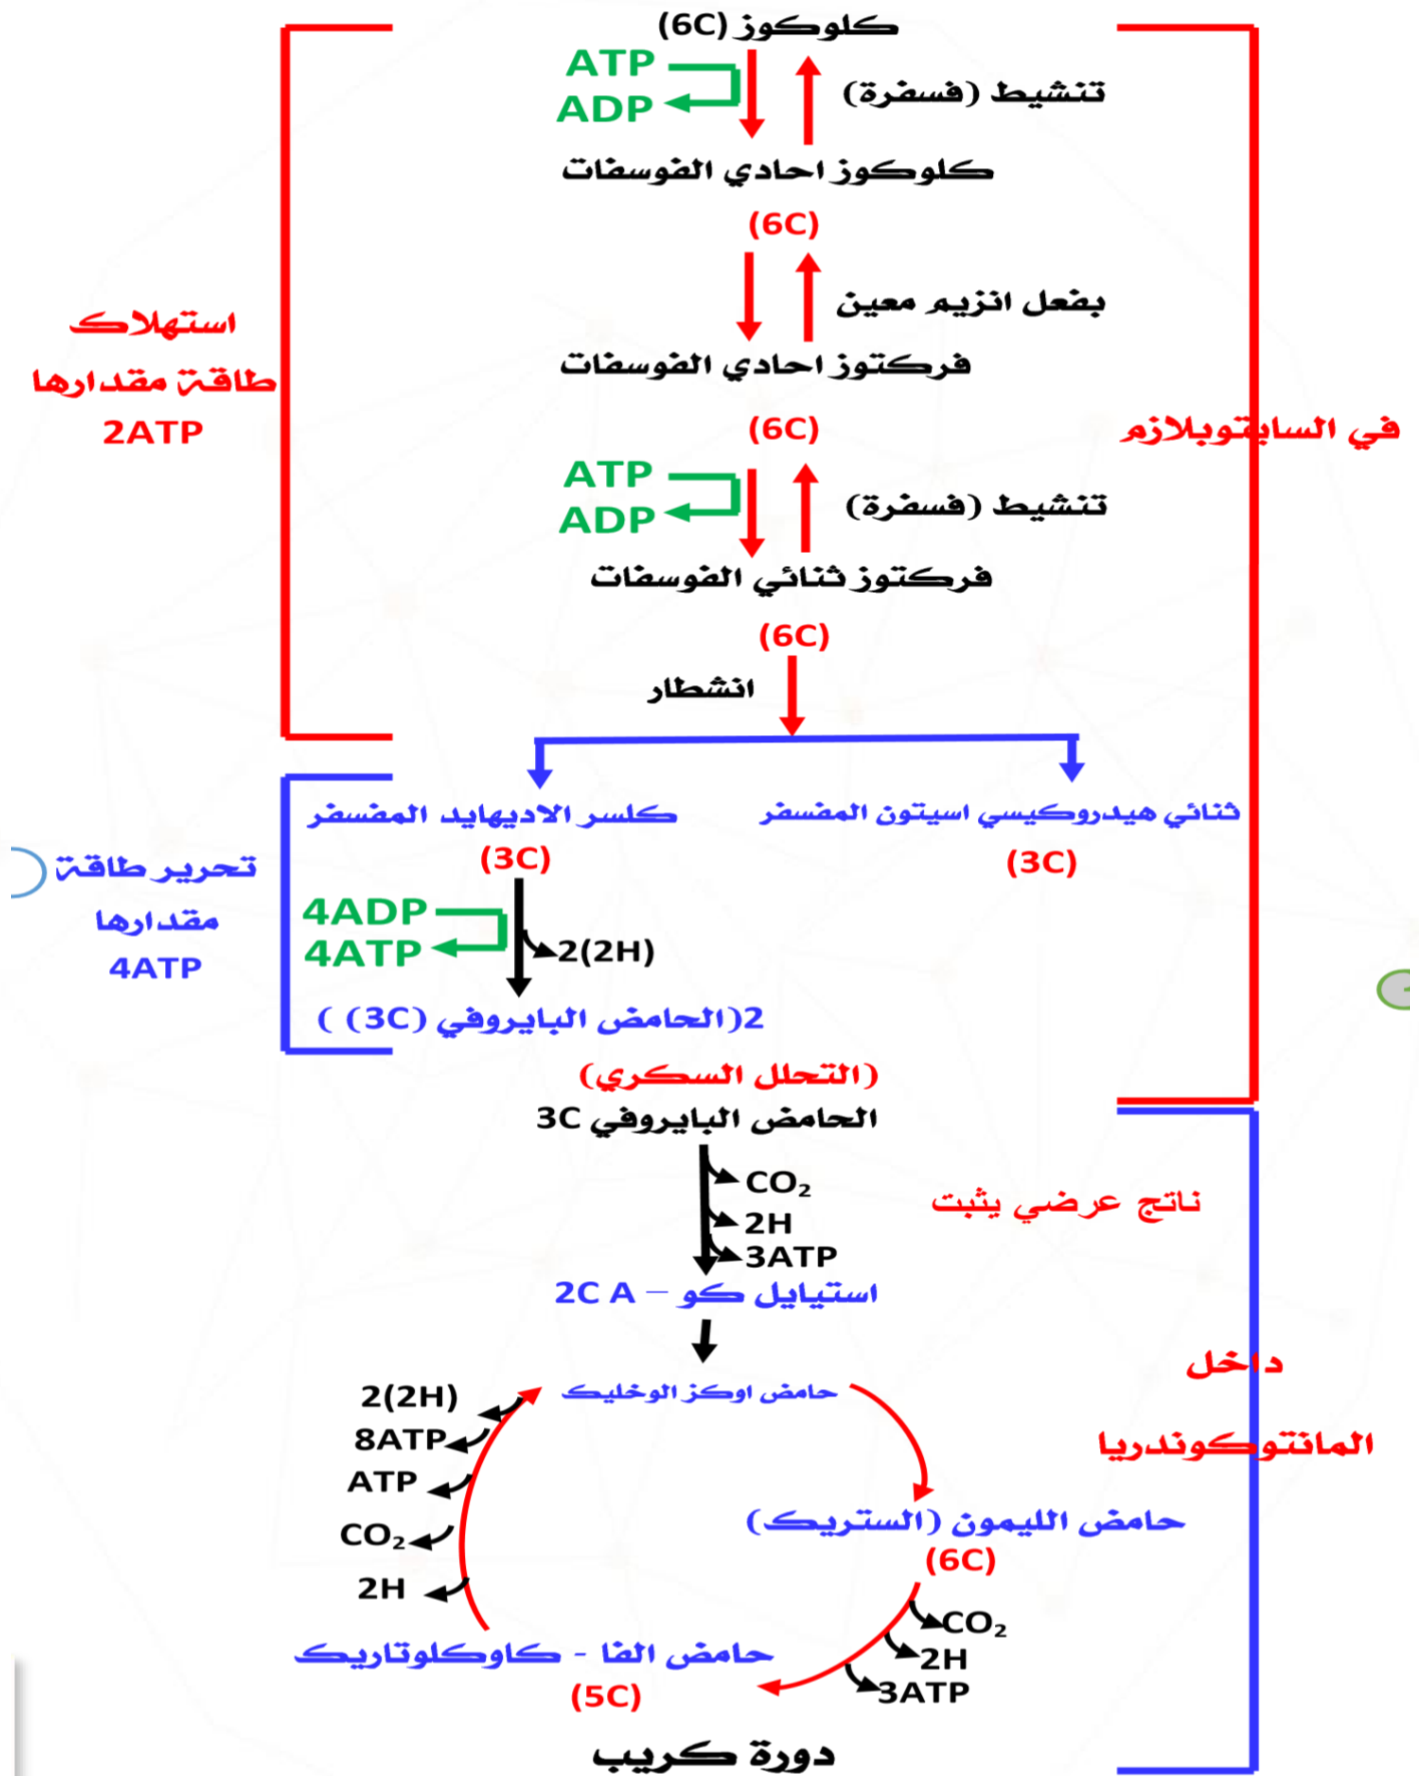 كلوكوز (6C)
ATP
ADP
تنشيط (فسفرة)
كلوكوز احادي الفوسفات
(6C)
بفعل انزيم معين
فركتوز احادي الفوسفات
(6C)
ATP
ADP
تنشيط (فسفرة)
فركتوز ثنائي الفوسفات
(6C)
انشطار
استهلاك
طاقة مقدارها
2ATP
في السايتوبلازم
ثنائي هيدروكيسي اسيتون المفسفر
(3C)
كلسر الاديهايد المفسفر
(3C)
4ADP
4ATP
2(2H)
2(الحامض البايروفي (3C) )
تحرير طاقة
مقدارها
4ATP
(التحلل السكري)
الحامض البايروفي 3C
CO₂
2H
3ATP
ناتج عرضي يثبت
استيايل كو – 2C A
حامض اوكز الوخليك
داخل
المانتوكوندريا
حامض الليمون (الستريك)
(6C)
CO₂
2H
3ATP
حامض الفا - كاوكلوتاريك
(5C)
2(2H)
8ATP
ATP
CO₂
2H
دورة كريب